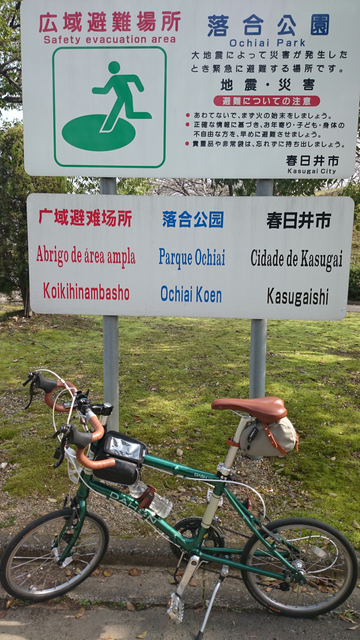 広域避難場所
Safety evacuation area
落合公園
Ochiai Park
大地震によって災害が発生した
とき緊急に避難する場所です。
地震・災害
避難についての注意
●あわてないで、まず火の始末をしましょう。
●正確な情報に基づき、お年寄り・子ども・身体の
不自由な方を、早めに避難させましょう。
●貴重品や非常袋は、忘れずに持ち出しましょう。
春日井市
Kasugai City
广域避难场所 落合公园 春日井市
Abrigo de área ampla Parque Ochiai Cidade de Kasugai
Koikihinambasho Ochiai Koen Kasugaishi
DAHON